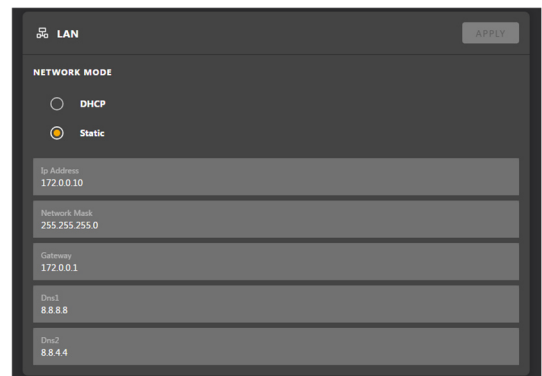 LAN
APPLY
NETWORK MODE
DHCP
Static
Ip Address
172.0.0.10
Network Mask
255.255.255.0
Gateway
172.0.0.1
Dns1
8.8.8.8
Dns2
8.8.4.4